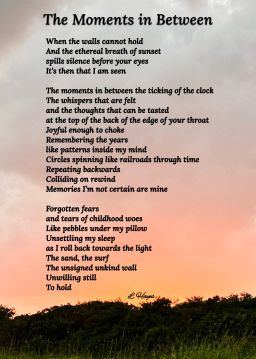 The Moments in Between
When the walls cannot hold
And the ethereal breath of sunset
spills silence before your eyes
It's then that I am seen
The moments in between the ticking of the clock
The whispers that are felt
and the thoughts that can be tasted
at the top of the back of the edge of your throat
Joyful enough to choke
Remembering the years
like patterns inside my mind
Circles spinning like railroads through time
Repeating backwards
Colliding on rewind
Memories I'm not certain are mine
Forgotten fears
and tears of childhood woes
Like pebbles under my pillow
Unsettling my sleep
as I roll back towards the light
The sand, the surf
The unsigned unkind wall
Unwilling still
To hold